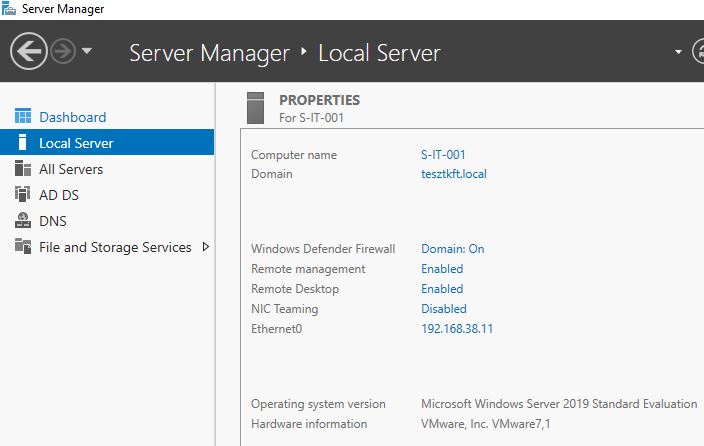 Server Manager
Server Manager ‣ Local Server
Dashboard
Local Server
All Servers
AD DS
DNS
File and Storage Services
PROPERTIES
For S-IT-001
Computer name S-IT-001
Domain tesztkft.local
Windows Defender Firewall Domain: On
Remote management Enabled
Remote Desktop Enabled
NIC Teaming Disabled
Ethernet0 192.168.38.11
Operating system version Microsoft Windows Server 2019 Standard Evaluation
Hardware information VMware, Inc. VMware7,1